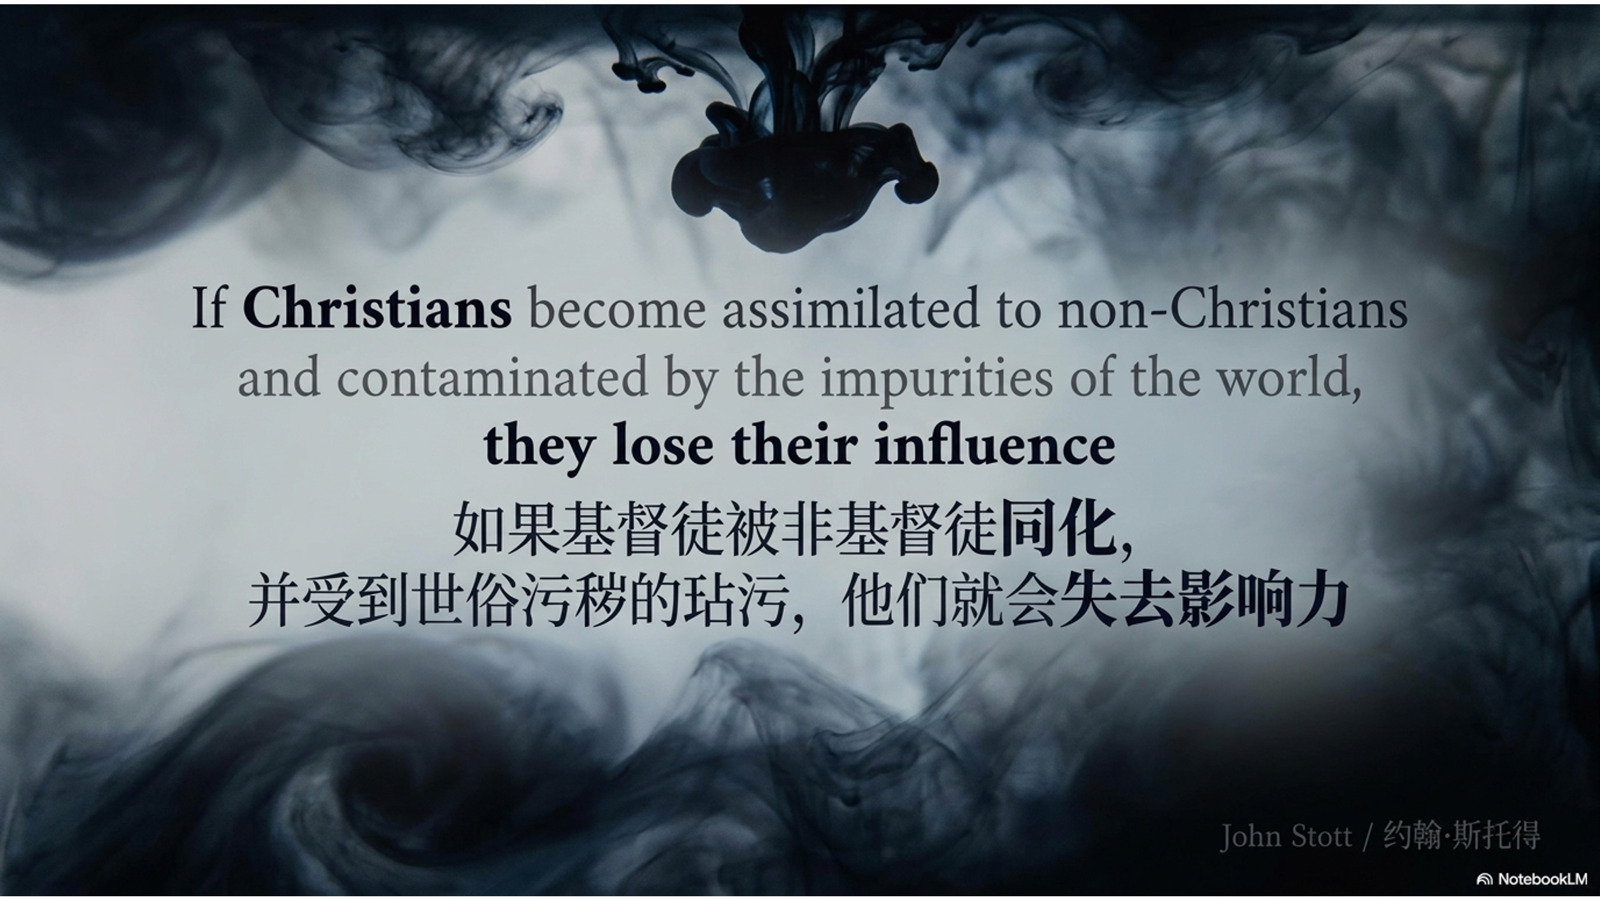 If Christians become assimilated to non-Christians
and contaminated by the impurities of the world,
they lose their influence
如果基督徒被非基督徒同化，
并受到世俗污秽的玷污，他们就会失去影响力
John Stott / 约翰·斯托得
NotebookLM